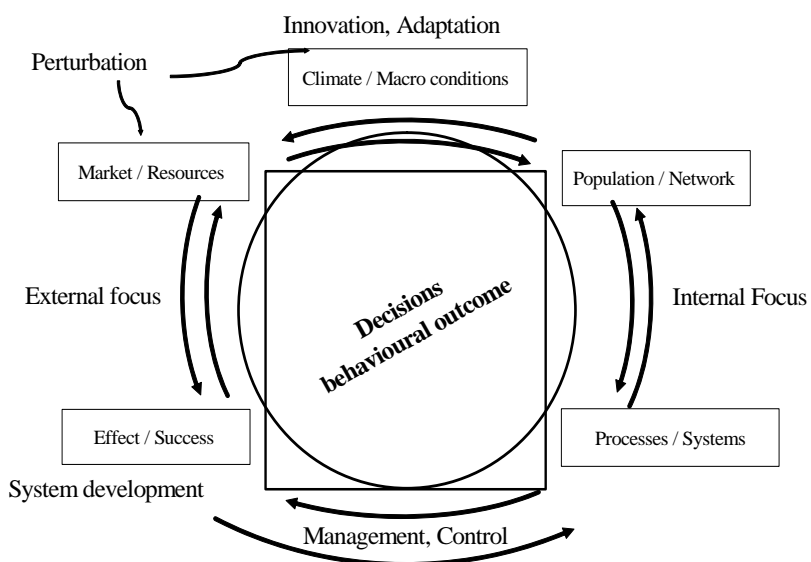 Innovation, Adaptation
Perturbation
Climate / Macro conditions
Market / Resources
Population / Network
External focus
Decisions
behavioural outcome
Internal Focus
Effect / Success
Processes / Systems
System development
Management, Control